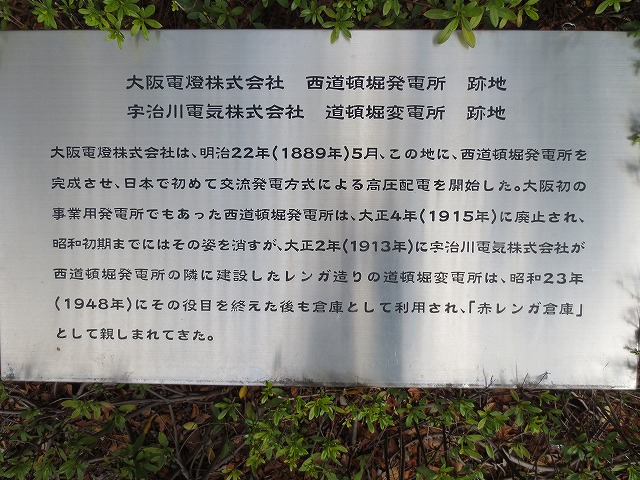 大阪電燈株式会社　西道頓堀発電所　跡地
宇治川電気株式会社　道頓堀変電所　跡地
大阪電燈株式会社は、明治22年(1889年)5月、この地に、西道頓堀発電所を
完成させ、日本で初めて交流発電方式による高圧配電を開始した。大阪初の
事業用発電所でもあった西道頓堀発電所は、大正4年(1915年)に廃止され、
昭和初期までにはその姿を消すが、大正2年(1913年)に宇治川電気株式会社が
西道頓堀発電所の隣に建設したレンガ造りの道頓堀変電所は、昭和23年
(1948年)にその役目を終えた後も倉庫として利用され、「赤レンガ倉庫」
として親しまれてきた。